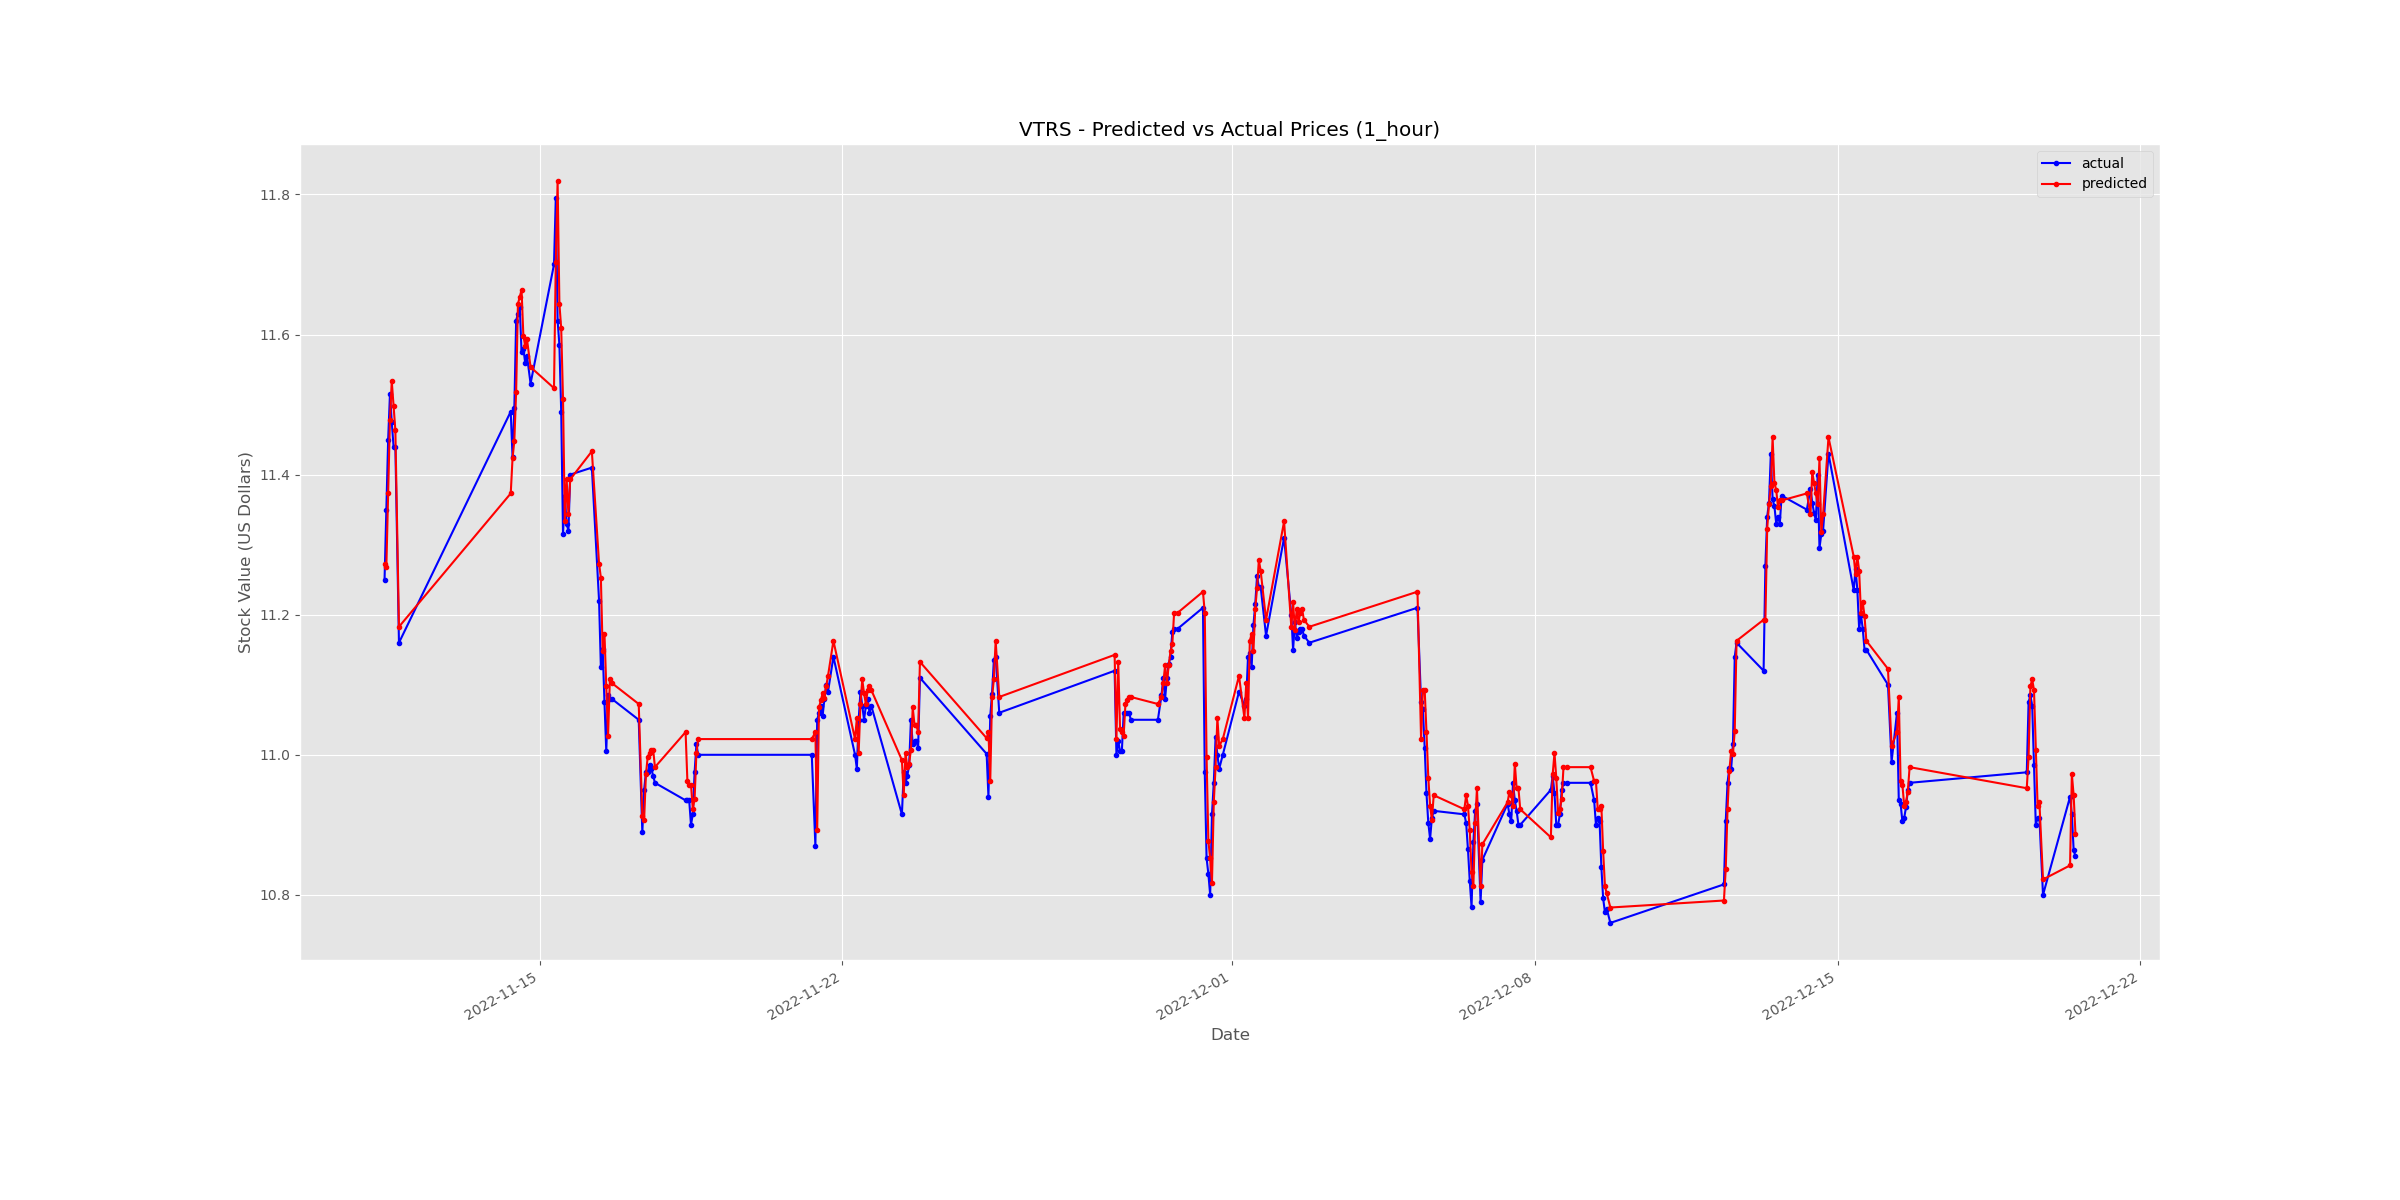 VTRS - Predicted vs Actual Prices (1_hour)
actual
predicted
11.8
11.6
11.4
11.2
11.0
10.8
Stock Value (US Dollars)
2022-11-15
2022-11-22
2022-12-01
2022-12-08
2022-12-15
2022-12-22
Date